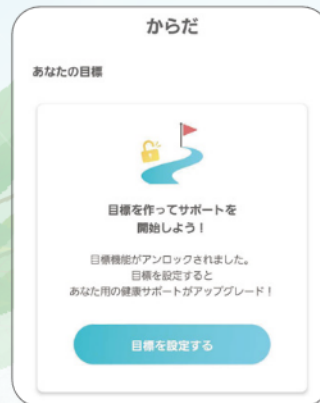 からだ
あなたの目標
目標を作ってサポートを
開始しよう！
目標機能がアンロックされました。
目標を設定すると
あなた用の健康サポートがアップグレード！
目標を設定する